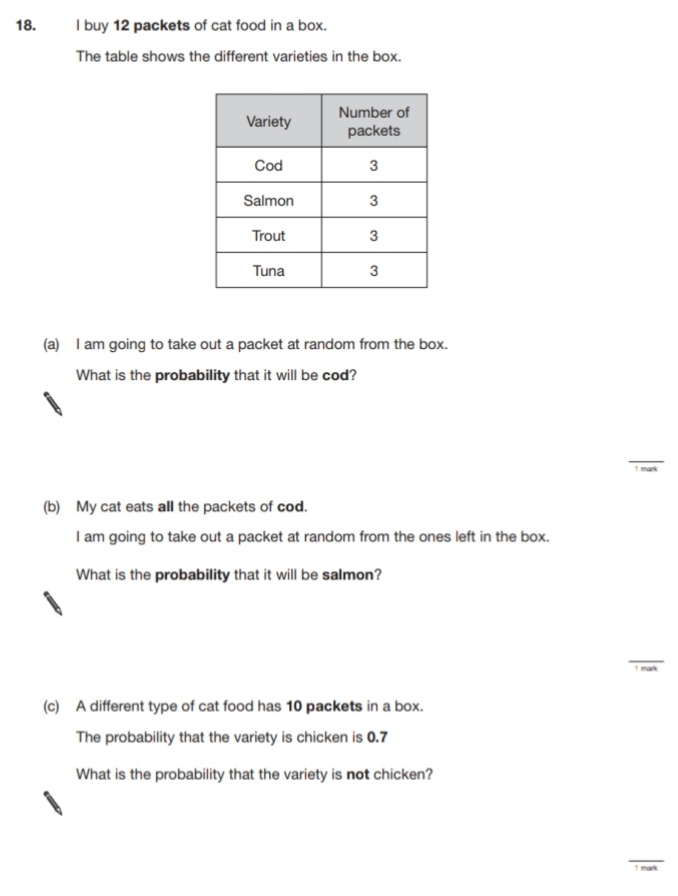 18. I buy 12 packets of cat food in a box.
The table shows the different varieties in the box.
Variety Number of packets
Cod 3
Salmon 3
Trout 3
Tuna 3
(a) I am going to take out a packet at random from the box.
What is the probability that it will be cod?
1 mark
(b) My cat eats all the packets of cod.
I am going to take out a packet at random from the ones left in the box.
What is the probability that it will be salmon?
1 mark
(c) A different type of cat food has 10 packets in a box.
The probability that the variety is chicken is 0.7
What is the probability that the variety is not chicken?
1 mark